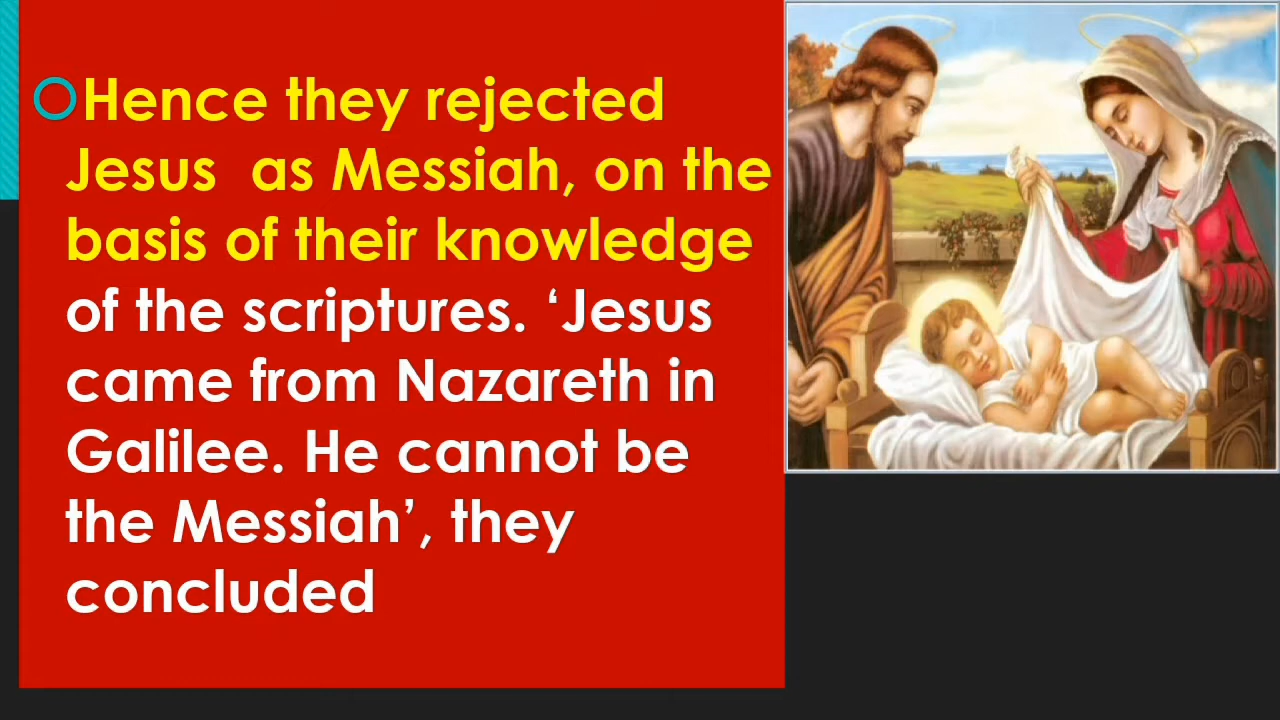 Hence they rejected
Jesus  as Messiah, on the
basis of their knowledge
of the scriptures. ‘Jesus
came from Nazareth in
Galilee. He cannot be
the Messiah’, they
concluded